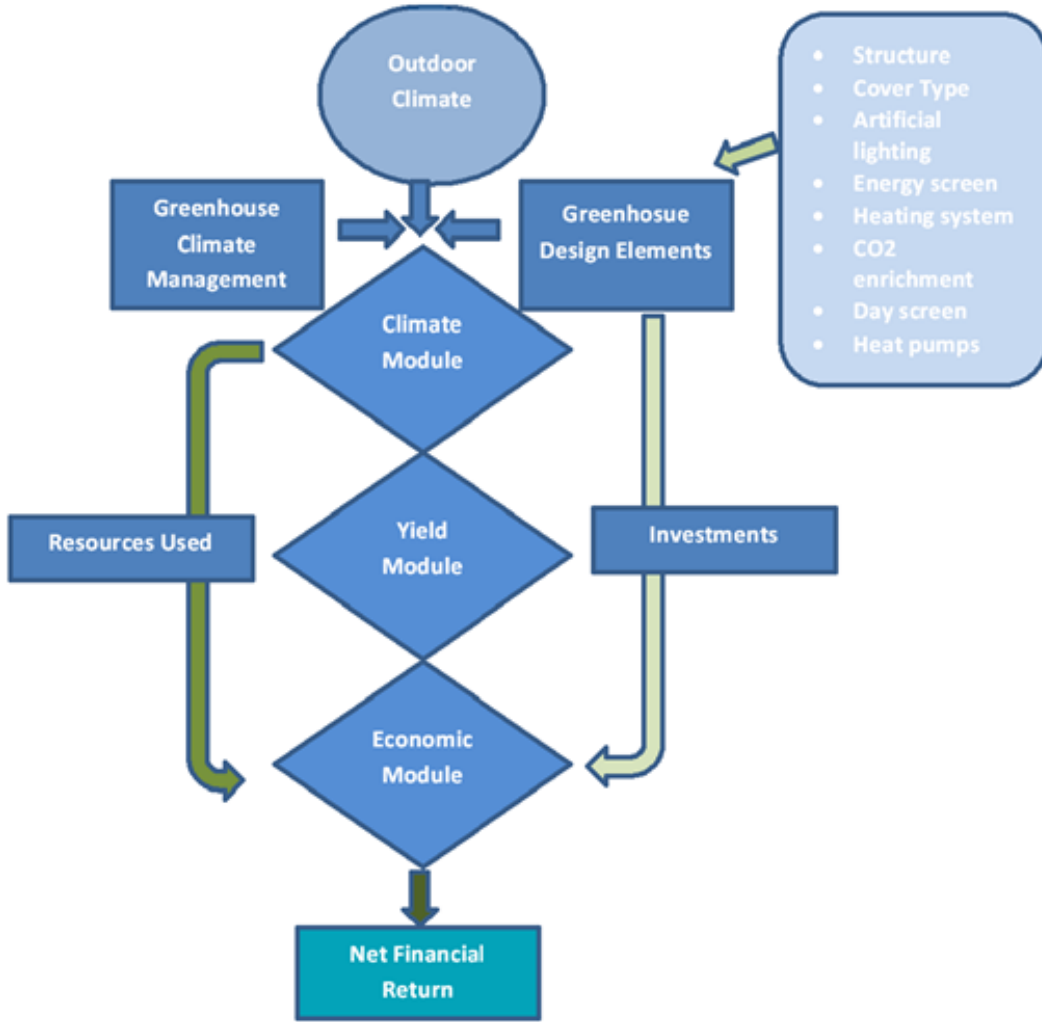 Outdoor
Climate
• Structure
• Cover Type
• Artificial
lighting
• Energy screen
• Heating system
• CO2
enrichment
• Day screen
• Heat pumps
Greenhouse
Climate
Management
Greenhosue
Design Elements
Climate
Module
Resources Used
Yield
Module
Investments
Economic
Module
Net Financial
Return